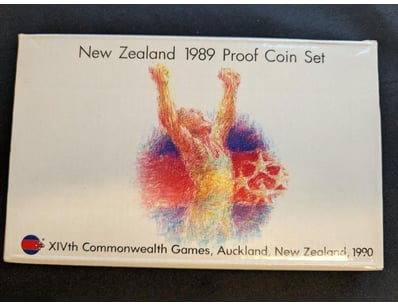 New Zealand 1989 Proof Coin Set
XIVth Commonwealth Games, Auckland, New Zealand, 1990